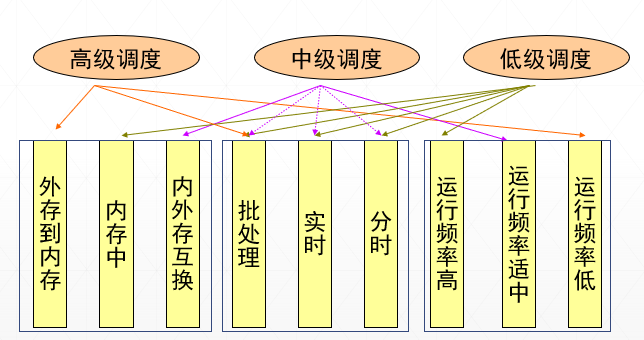 高级调度
中级调度
低级调度
外存到内存
内存中
内外存互换
批处理
实时
分时
运行频率高
运行频率适中
运行频率低